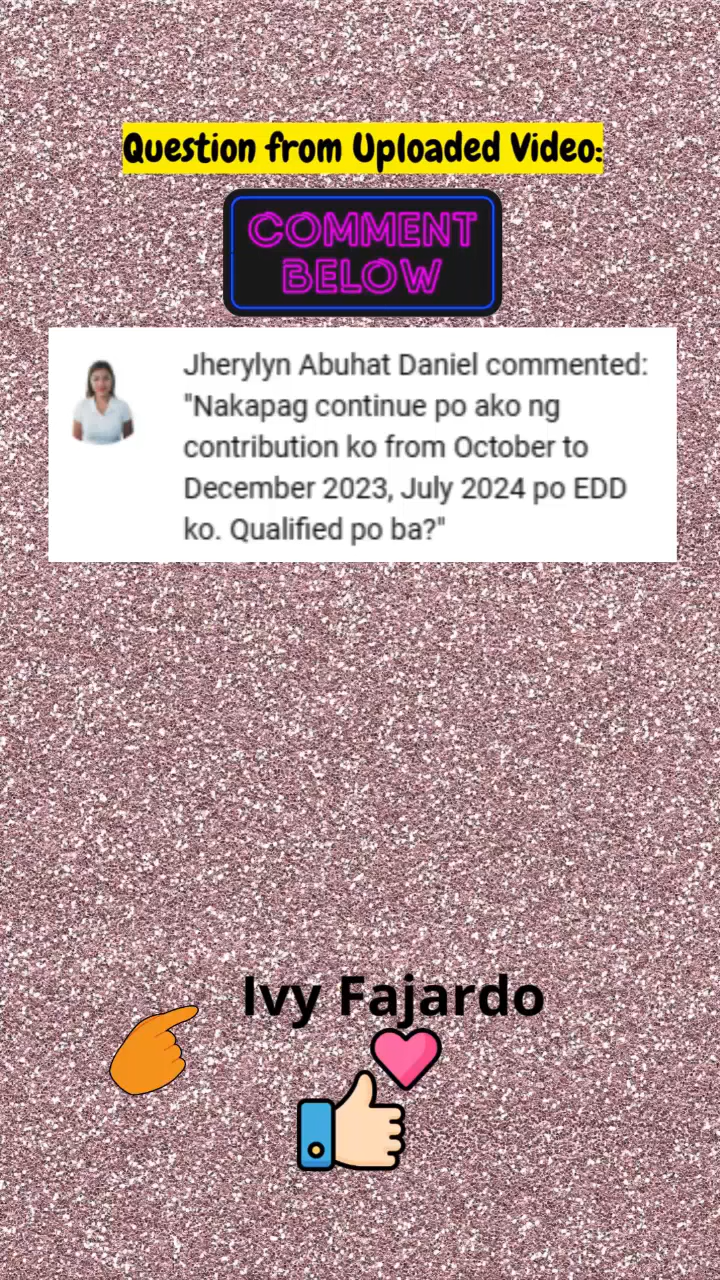 Question from Uploaded Video:
COMMENT
BELOW
Jherylyn Abuhat Daniel commented:
"Nakapag continue po ako ng
contribution ko from October to
December 2023, July 2024 po EDD
ko. Qualified po ba?"
Ivy Fajardo